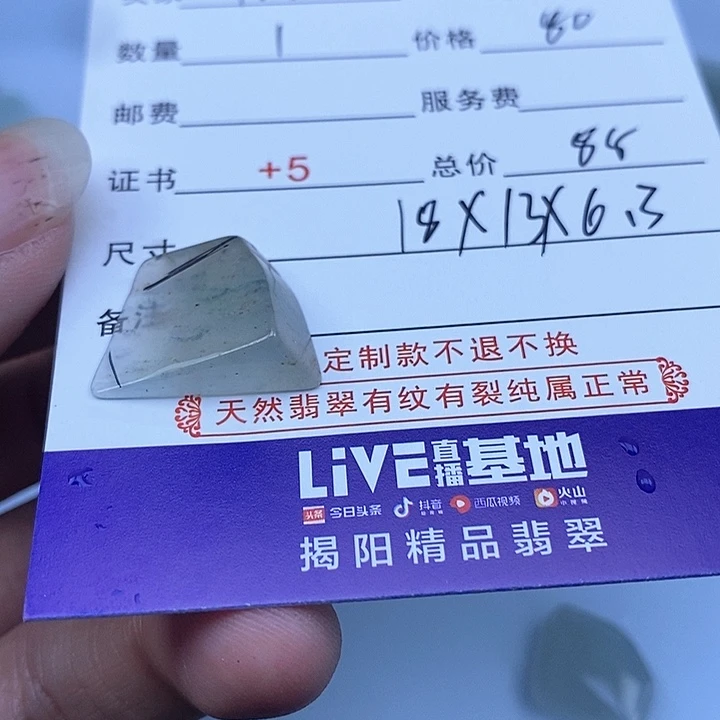 数量 1 价格 80
邮费 服务费
证书 +5 总价
尺寸 18X13X6.3
备注
定制款不退不换
天然翡翠有纹有裂纯属正常
LiVE直播基地
头条 今日头条 抖音 西瓜视频 火山
揭阳精品翡翠